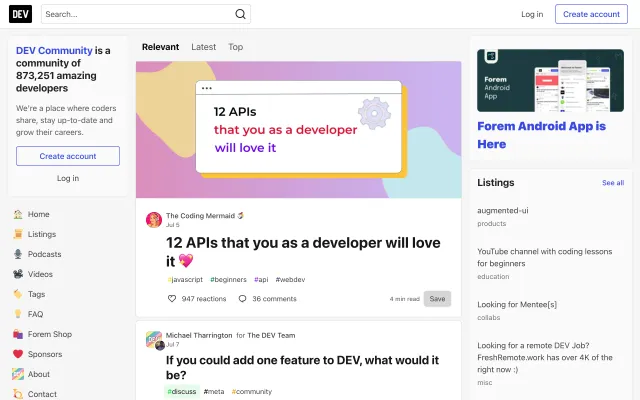 DEV
Search...
Log in
Create account
DEV Community is a
community of
873,251 amazing
developers
We're a place where coders
share, stay up-to-date and
grow their careers.
Create account
Log in
Home
Listings
Podcasts
Videos
Tags
FAQ
Forem Shop
Sponsors
About
Contact
Relevant
Latest
Top
12 APIs
that you as a developer
will love it
The Coding Mermaid
Jul 5
12 APIs that you as a developer will love
it
#javascript #beginners #api #webdev
947 reactions
36 comments
4 min read
Save
Michael Tharrington for The DEV Team
Jul 7
If you could add one feature to DEV, what would it
be?
#discuss #meta #community
Forem
Android
App
Forem Android App is
Here
Listings
See all
augmented-ui
products
YouTube channel with coding lessons
for beginners
education
Looking for Mentee[s]
collabs
Looking for a remote DEV Job?
FreshRemote.work has over 4K of the
right now :)
misc